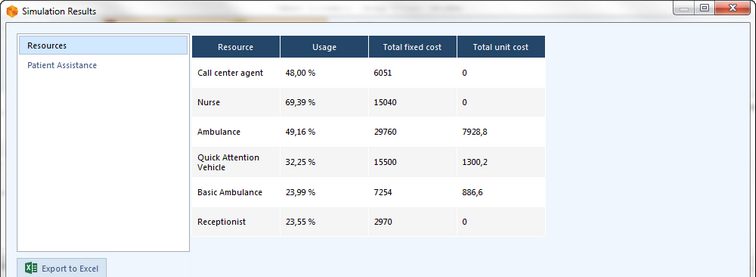 Simulation Results
Resources
Patient Assistance
Resource Usage Total fixed cost Total unit cost
Call center agent 48,00 % 6051 0
Nurse 69,39 % 15040 0
Ambulance 49,16 % 29760 7928,8
Quick Attention
Vehicle 32,25 % 15500 1300,2
Basic Ambulance 23,99 % 7254 886,6
Receptionist 23,55 % 2970 0
Export to Excel